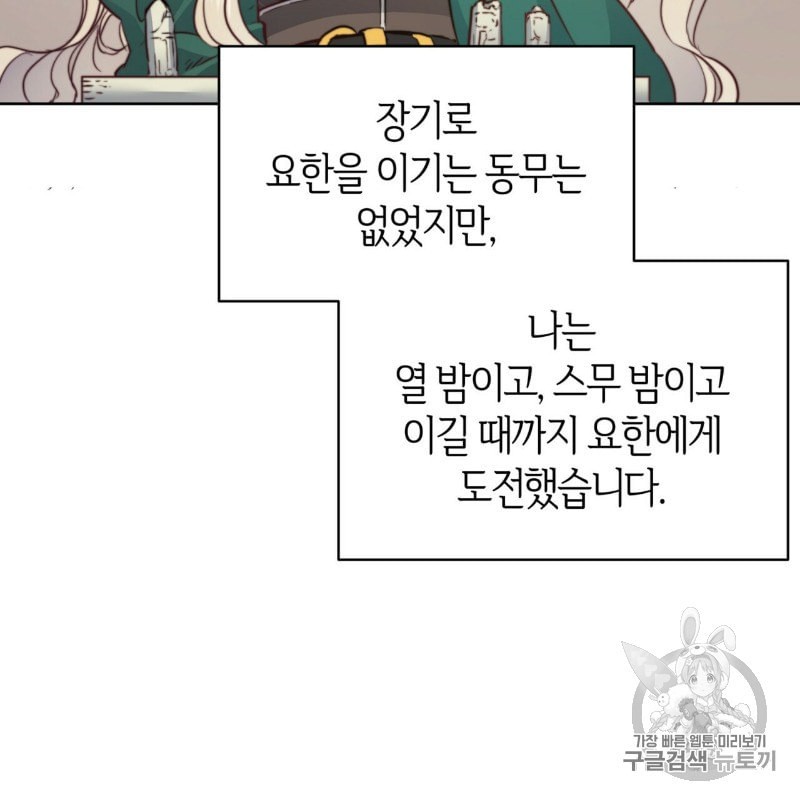 장기로
요한을 이기는 동무는
없었지만,
나는
열 밤이고, 스무 밤이고
이길 때까지 요한에게
도전했습니다.
가장 빠른 웹툰 미리보기
구글검색 뉴토끼